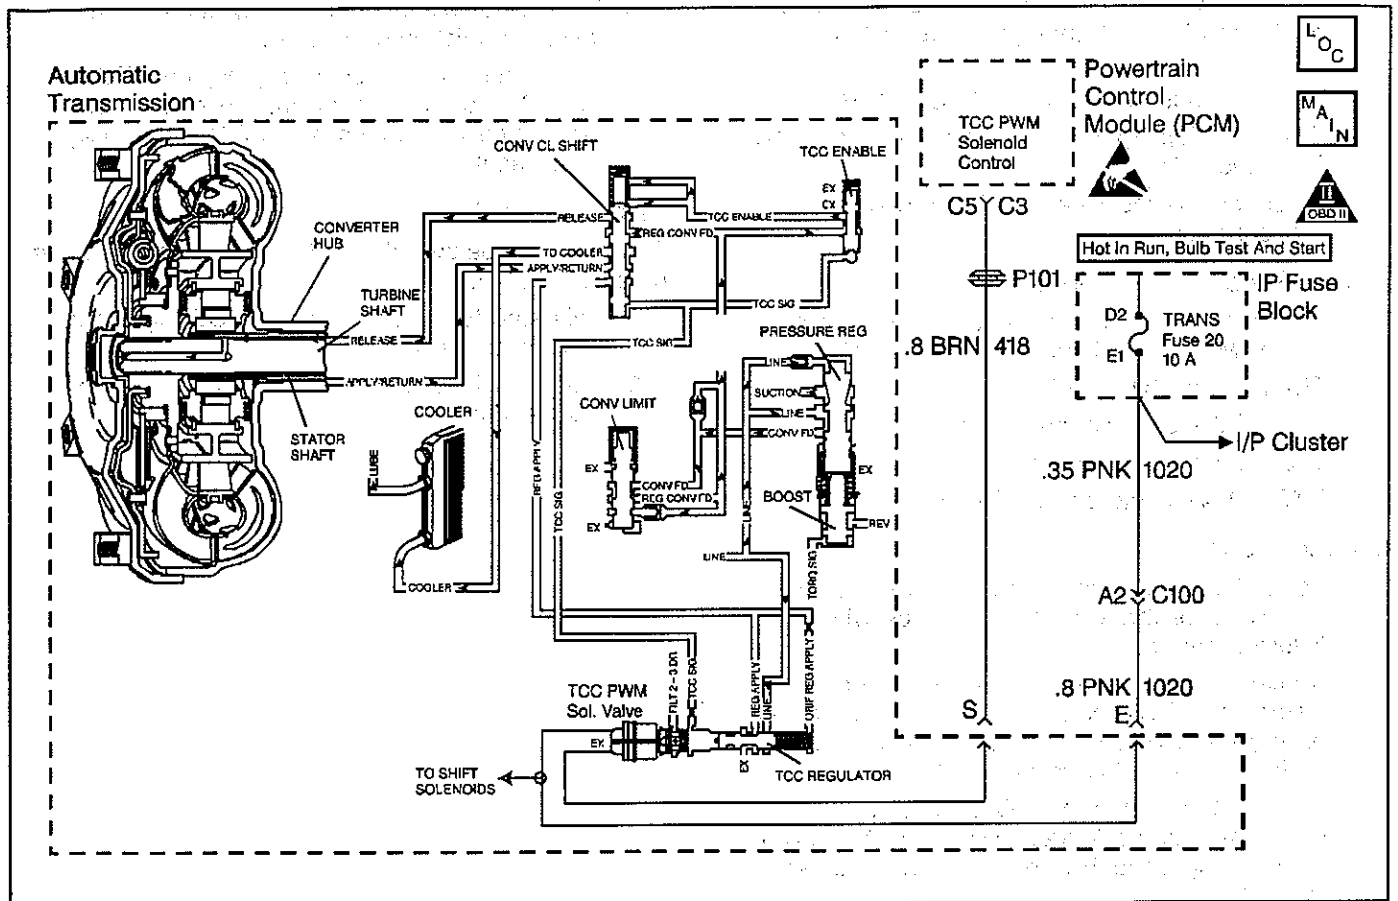 Automatic
Transmission
CONV CL SHIFT
TCC ENABLE
EX
EX
RELEASE
TCC ENABLE
REG CONV FD
TO COOLER
APPLY/RETURN
TCC SIG
CONVERTER
HUB
TURBINE
SHAFT
RELEASE
APPLY/RETURN
STATOR
SHAFT
TCC SIG
PRESSURE REG
LINE
SUCTION
LINE
CONV FD
EX
BOOST
REV
TORQ SIG
CONV LIMIT
EX
CONV FD
REG CONV FD
EX
COOLER
LUBE
COOLER
REG APPLY
TCC SIG
LINE
LINE
FILT 2-3 DR
TCC SIG
REG APPLY
LINE
ORIF REG APPLY
TCC PWM
Sol. Valve
EX
EX
TCC REGULATOR
TO SHIFT
SOLENOIDS
TCC PWM
Solenoid
Control
Powertrain
Control
Module (PCM)
C5 C3
P101
.8 BRN 418
S
LOC
MAIN
II
OBD II
Hot In Run, Bulb Test And Start
I/P Fuse
Block
D2
E1
TRANS
Fuse 20
10 A
I/P Cluster
.35 PNK 1020
A2 C100
.8 PNK 1020
E